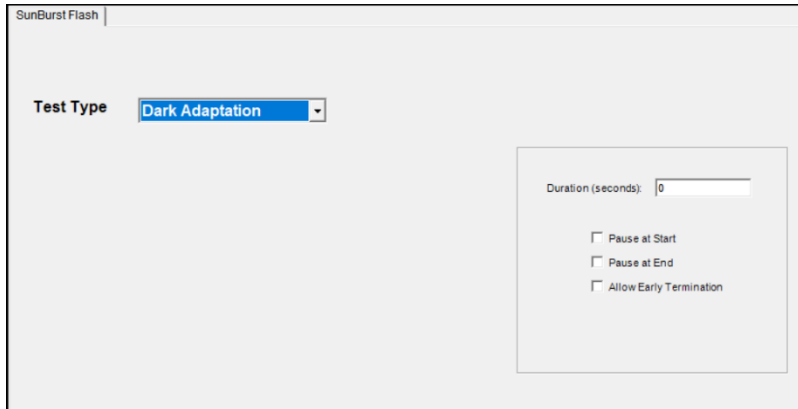 SunBurst Flash
Test Type
Dark Adaptation
Duration (seconds): 0
Pause at Start
Pause at End
Allow Early Termination